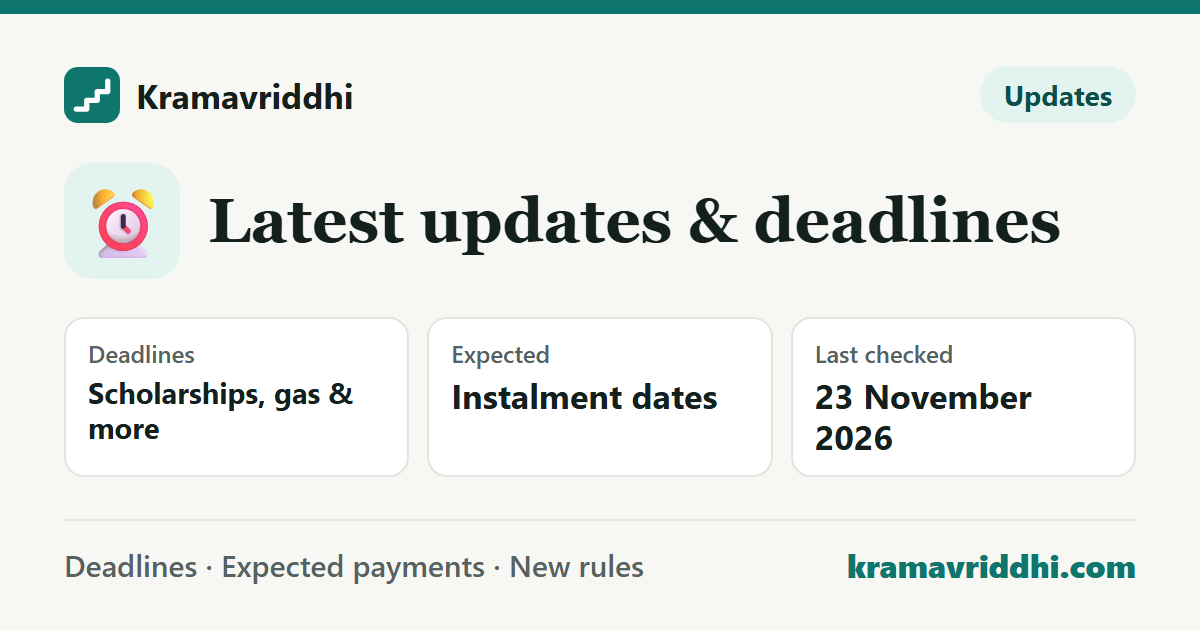 Kramavriddhi
Updates
Latest updates & deadlines
Deadlines
Scholarships, gas &
more
Expected
Instalment dates
Last checked
23 November
2026
Deadlines · Expected payments · New rules
kramavriddhi.com